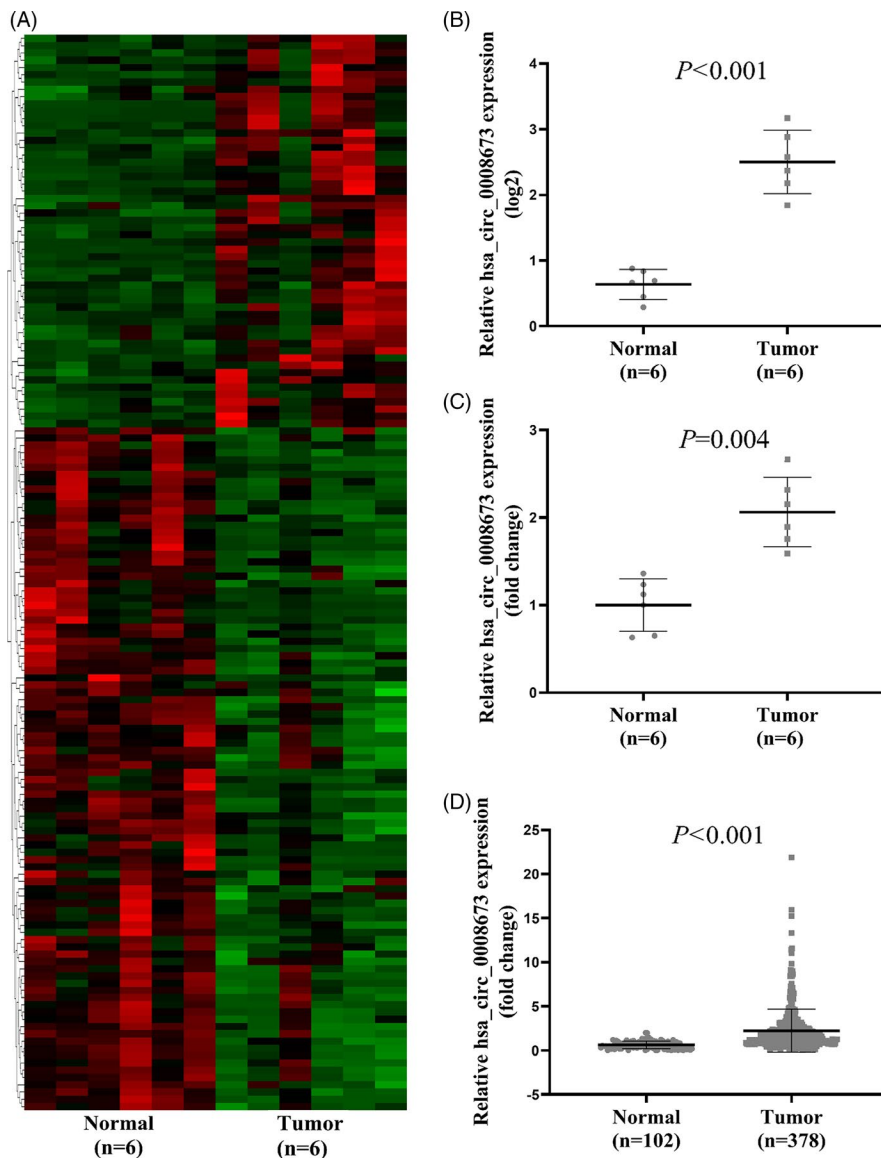 (A)
Normal
(n=6)
Tumor
(n=6)
(B)
Relative hsa_circ_0008673 expression
(log2)
4
3
2
1
0
P<0.001
Normal
(n=6)
Tumor
(n=6)
(C)
Relative hsa_circ_0008673 expression
(fold change)
3
2
1
0
P=0.004
Normal
(n=6)
Tumor
(n=6)
(D)
Relative hsa_circ_0008673 expression
(fold change)
25
20
15
10
5
0
-5
P<0.001
Normal
(n=102)
Tumor
(n=378)